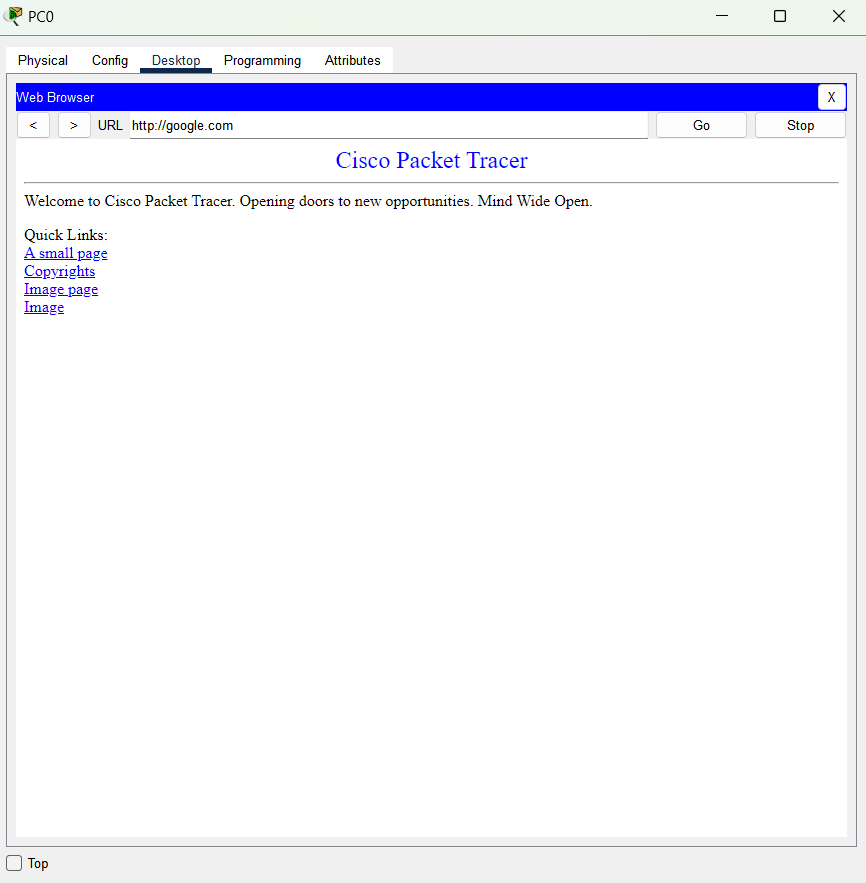 PC0
Physical Config Desktop Programming Attributes
Web Browser X
< > URL http://google.com Go Stop
Cisco Packet Tracer
Welcome to Cisco Packet Tracer. Opening doors to new opportunities. Mind Wide Open.
Quick Links:
A small page
Copyrights
Image page
Image
Top